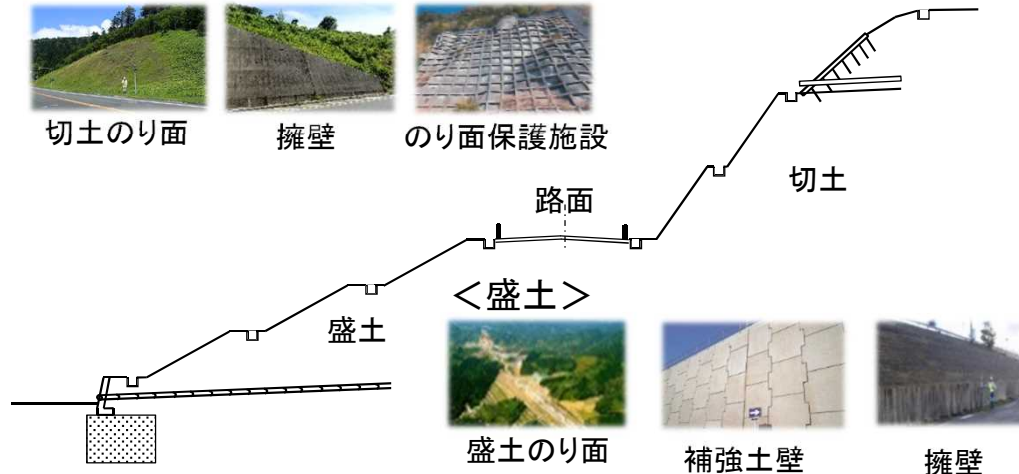 切土のり面
擁壁
のり面保護施設
切土
路面
＜盛土＞
盛土
盛土のり面
補強土壁
擁壁